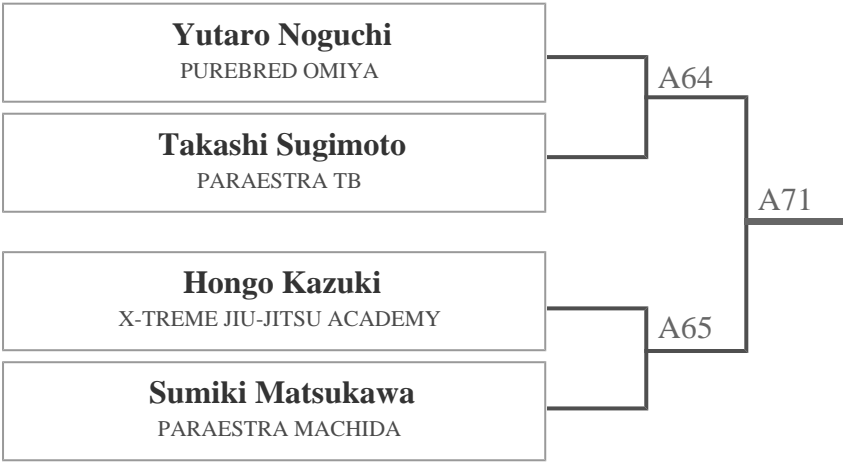 Yutaro Noguchi
PUREBRED OMIYA
A64
Takashi Sugimoto
PARAESTRA TB
A71
Hongo Kazuki
X-TREME JIU-JITSU ACADEMY
A65
Sumiki Matsukawa
PARAESTRA MACHIDA